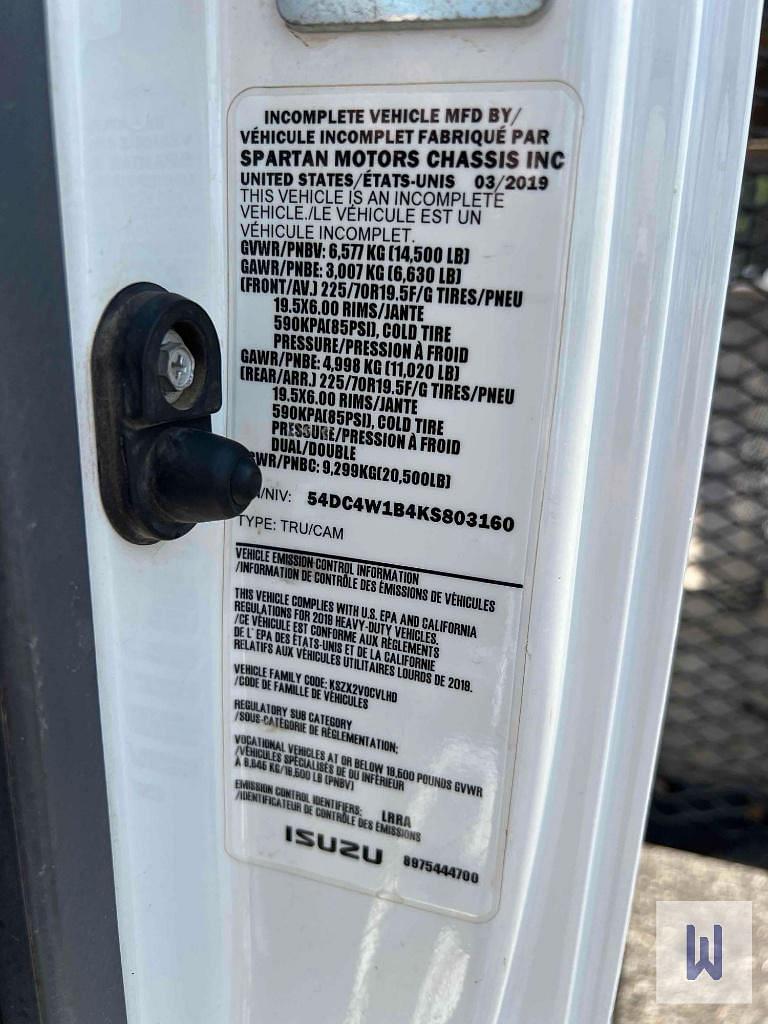 INCOMPLETE VEHICLE MFD BY/
VÉHICULE INCOMPLET FABRIQUÉ PAR
SPARTAN MOTORS CHASSIS INC
UNITED STATES/ÉTATS-UNIS 03/2019
THIS VEHICLE IS AN INCOMPLETE
VEHICLE./LE VÉHICULE EST UN
VÉHICULE INCOMPLET.
GVWR/PNBV: 6,577 KG (14,500 LB)
GAWR/PNBE: 3,007 KG (6,630 LB)
(FRONT/AV.) 225/70R19.5F/G TIRES/PNEU
19.5X6.00 RIMS/JANTE
590KPA(85PSI), COLD TIRE
PRESSURE/PRESSION À FROID
GAWR/PNBE: 4,998 KG (11,020 LB)
(REAR/ARR.) 225/70R19.5F/G TIRES/PNEU
19.5X6.00 RIMS/JANTE
590KPA(85PSI), COLD TIRE
PRESSURE/PRESSION À FROID
DUAL/DOUBLE
WR/PNBC: 9,299KG(20,500LB)
/NIV: 54DC4W1B4KS803160
TYPE: TRU/CAM
VEHICLE EMISSION CONTROL INFORMATION
/INFORMATION DE CONTRÔLE DES ÉMISSIONS DE VÉHICULES
THIS VEHICLE COMPLIES WITH U.S. EPA AND CALIFORNIA
REGULATIONS FOR 2018 HEAVY-DUTY VEHICLES.
/CE VÉHICULE EST CONFORME AUX RÈGLEMENTS
DE L'EPA DES ÉTATS-UNIS ET DE LA CALIFORNIE
RELATIFS AUX VÉHICULES UTILITAIRES LOURDS DE 2018.
VEHICLE FAMILY CODE: KSZX2VOCVLHD
/CODE DE FAMILLE DE VÉHICULES
REGULATORY SUB CATEGORY
/SOUS-CATÉGORIE DE RÈGLEMENTATION:
VOCATIONAL VEHICLES AT OR BELOW 19,500 POUNDS GVWR
/VÉHICULES SPÉCIALISÉS DE OU INFÉRIEUR
À 8,845 KG/19,500 LB (PNBV)
EMISSION CONTROL IDENTIFIERS: LRRA
/IDENTIFICATEUR DE CONTRÔLE DES ÉMISSIONS
ISUZU 8975444700
W